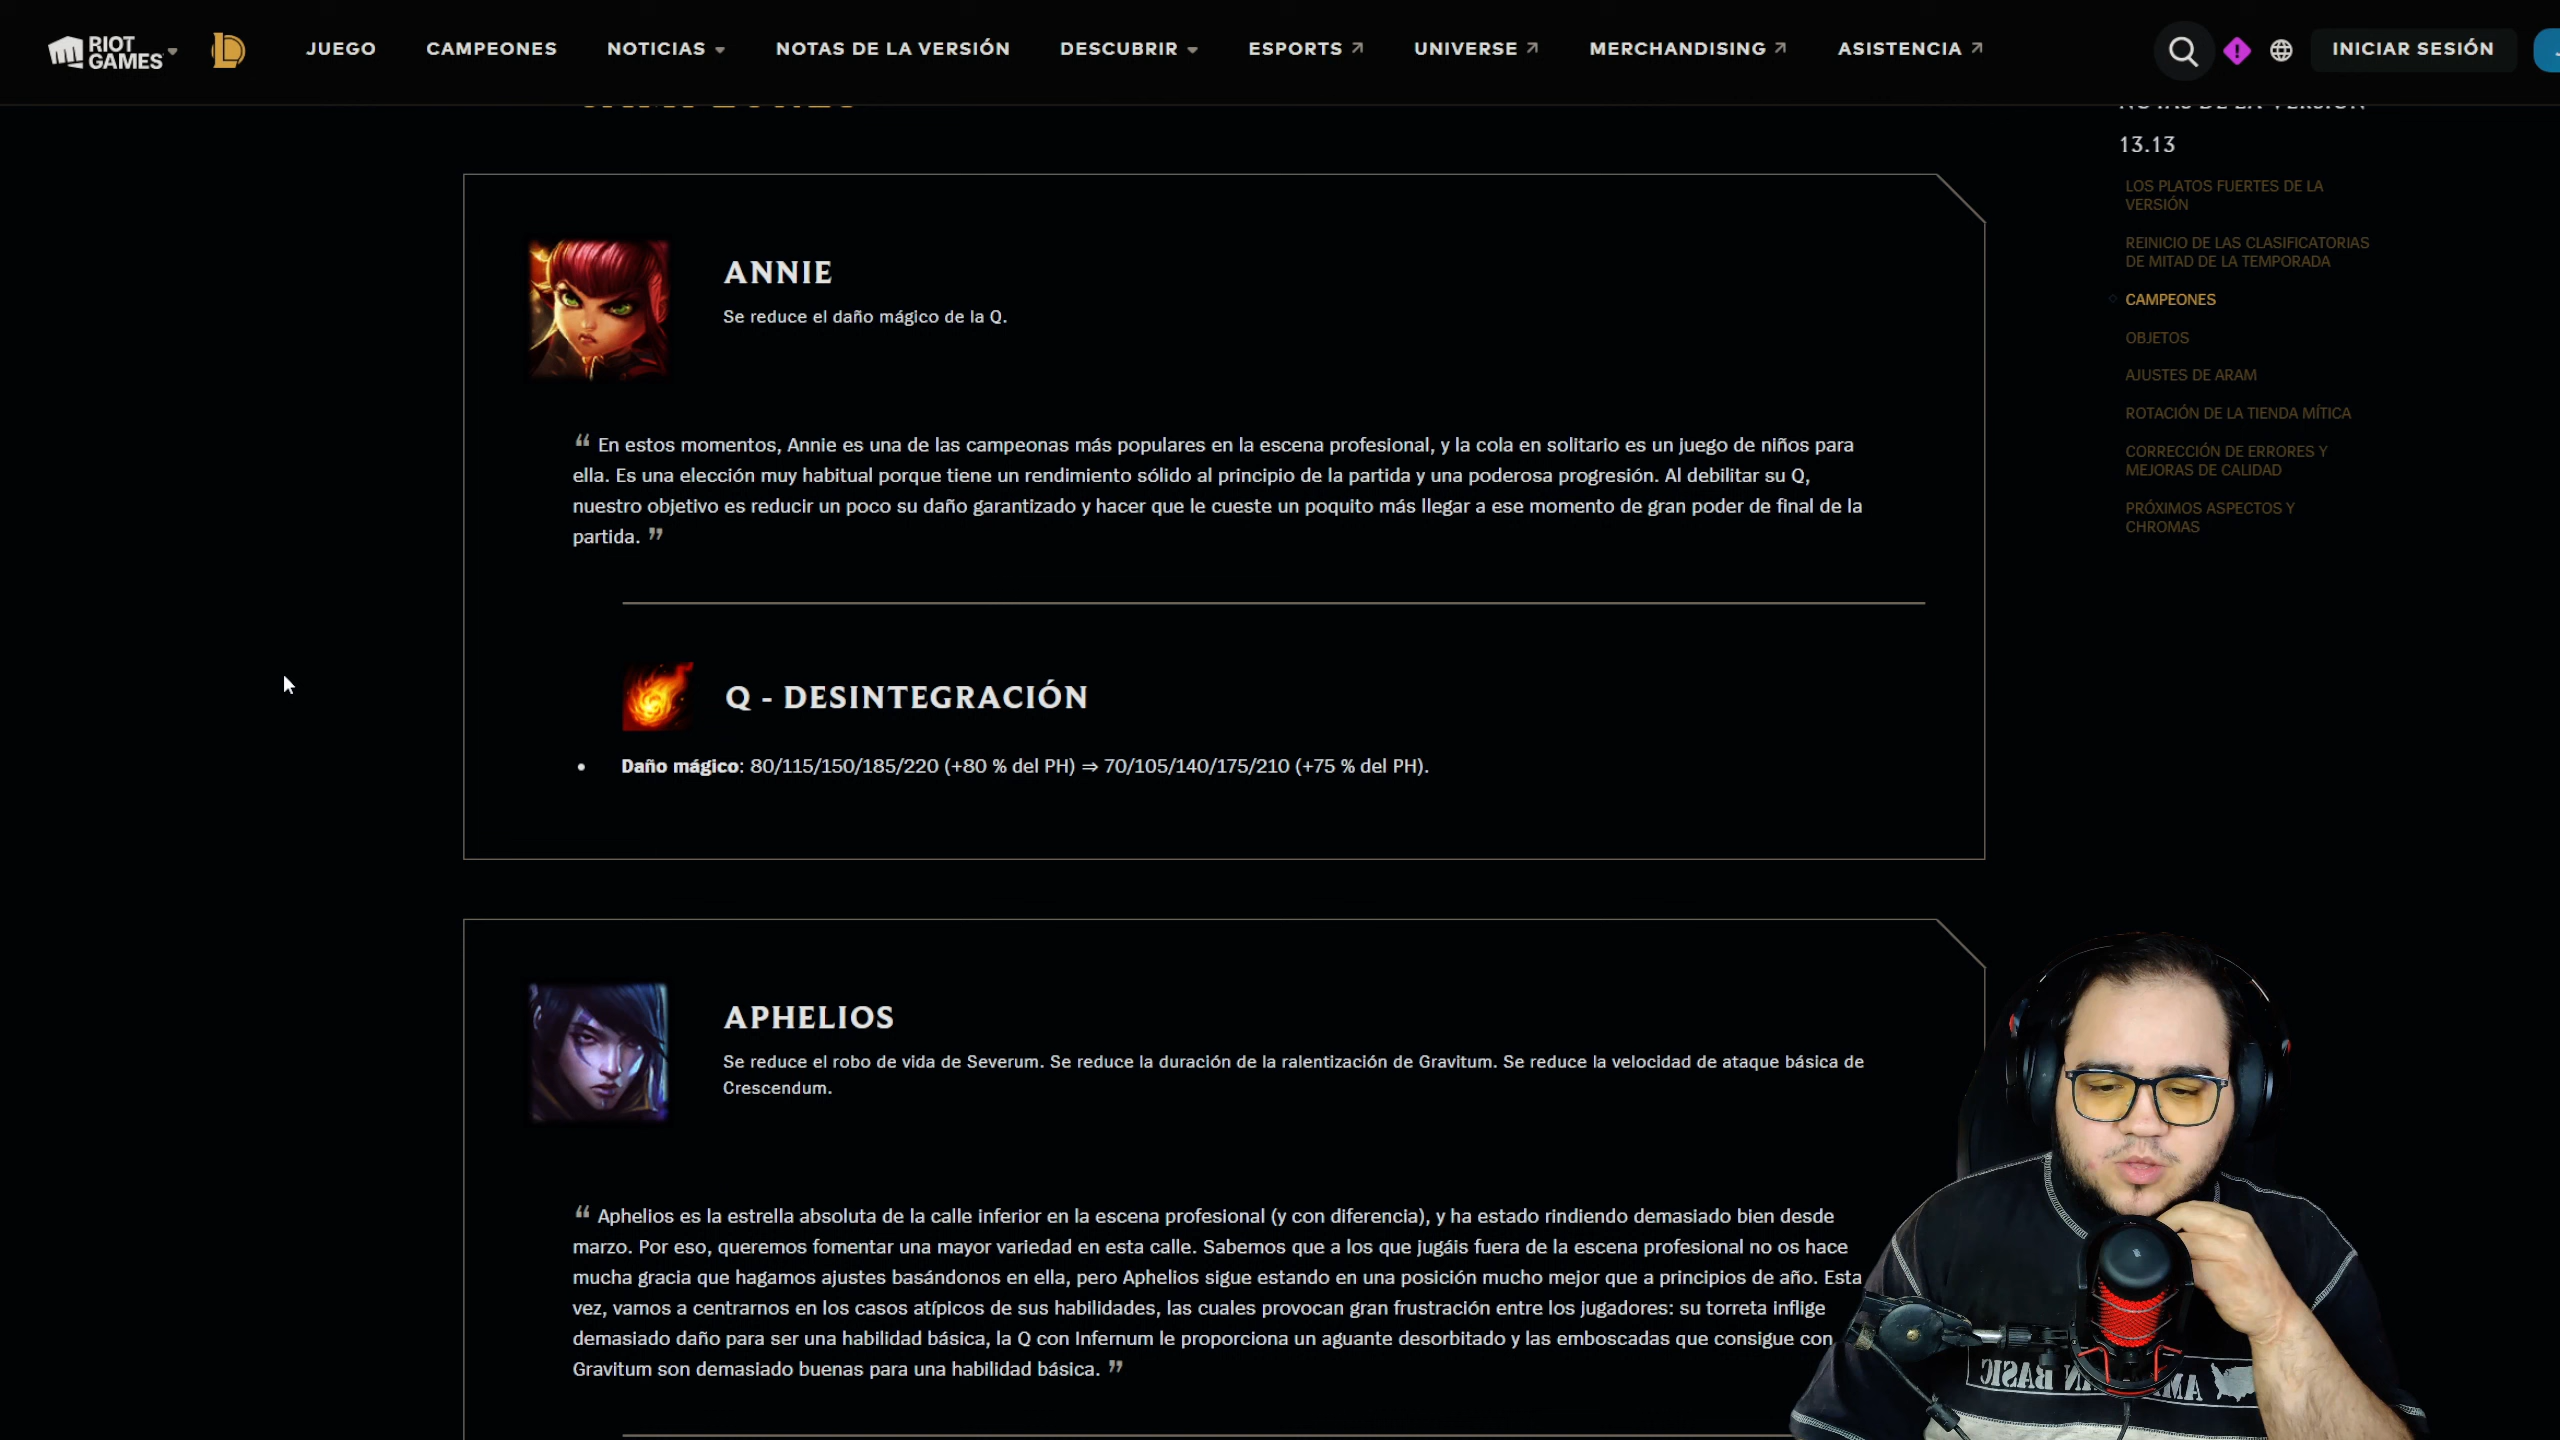 RIOT GAMES
JUEGO
CAMPEONES
NOTICIAS
NOTAS DE LA VERSIÓN
DESCUBRIR
ESPORTS
UNIVERSE
MERCHANDISING
ASISTENCIA
INICIAR SESIÓN
NOTAS DE LA VERSIÓN
13.13
LOS PLATOS FUERTES DE LA
VERSIÓN
REINICIO DE LAS CLASIFICATORIAS
DE MITAD DE LA TEMPORADA
CAMPEONES
OBJETOS
AJUSTES DE ARAM
ROTACIÓN DE LA TIENDA MÍTICA
CORRECCIÓN DE ERRORES Y
MEJORAS DE CALIDAD
PRÓXIMOS ASPECTOS Y
CHROMAS
ANNIE
Se reduce el daño mágico de la Q.
“ En estos momentos, Annie es una de las campeonas más populares en la escena profesional, y la cola en solitario es un juego de niños para
ella. Es una elección muy habitual porque tiene un rendimiento sólido al principio de la partida y una poderosa progresión. Al debilitar su Q,
nuestro objetivo es reducir un poco su daño garantizado y hacer que le cueste un poquito más llegar a ese momento de gran poder de final de la
partida. ”
Q - DESINTEGRACIÓN
• Daño mágico: 80/115/150/185/220 (+80 % del PH) ⇒ 70/105/140/175/210 (+75 % del PH).
APHELIOS
Se reduce el robo de vida de Severum. Se reduce la duración de la ralentización de Gravitum. Se reduce la velocidad de ataque básica de
Crescendum.
“ Aphelios es la estrella absoluta de la calle inferior en la escena profesional (y con diferencia), y ha estado rindiendo demasiado bien desde
marzo. Por eso, queremos fomentar una mayor variedad en esta calle. Sabemos que a los que jugáis fuera de la escena profesional no os hace
mucha gracia que hagamos ajustes basándonos en ella, pero Aphelios sigue estando en una posición mucho mejor que a principios de año. Esta
vez, vamos a centrarnos en los casos atípicos de sus habilidades, las cuales provocan gran frustración entre los jugadores: su torreta inflige
demasiado daño para ser una habilidad básica, la Q con Infernum le proporciona un aguante desorbitado y las emboscadas que consigue con
Gravitum son demasiado buenas para una habilidad básica. ”
BASIC